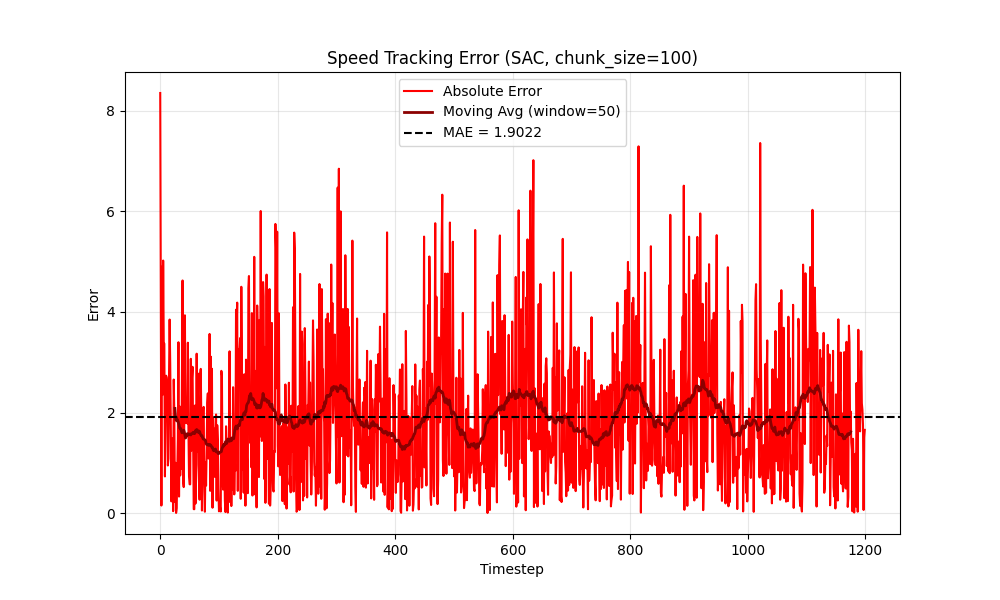 Speed Tracking Error (SAC, chunk_size=100)
Absolute Error
Moving Avg (window=50)
MAE = 1.9022
Error
8
6
4
2
0
0 200 400 600 800 1000 1200
Timestep